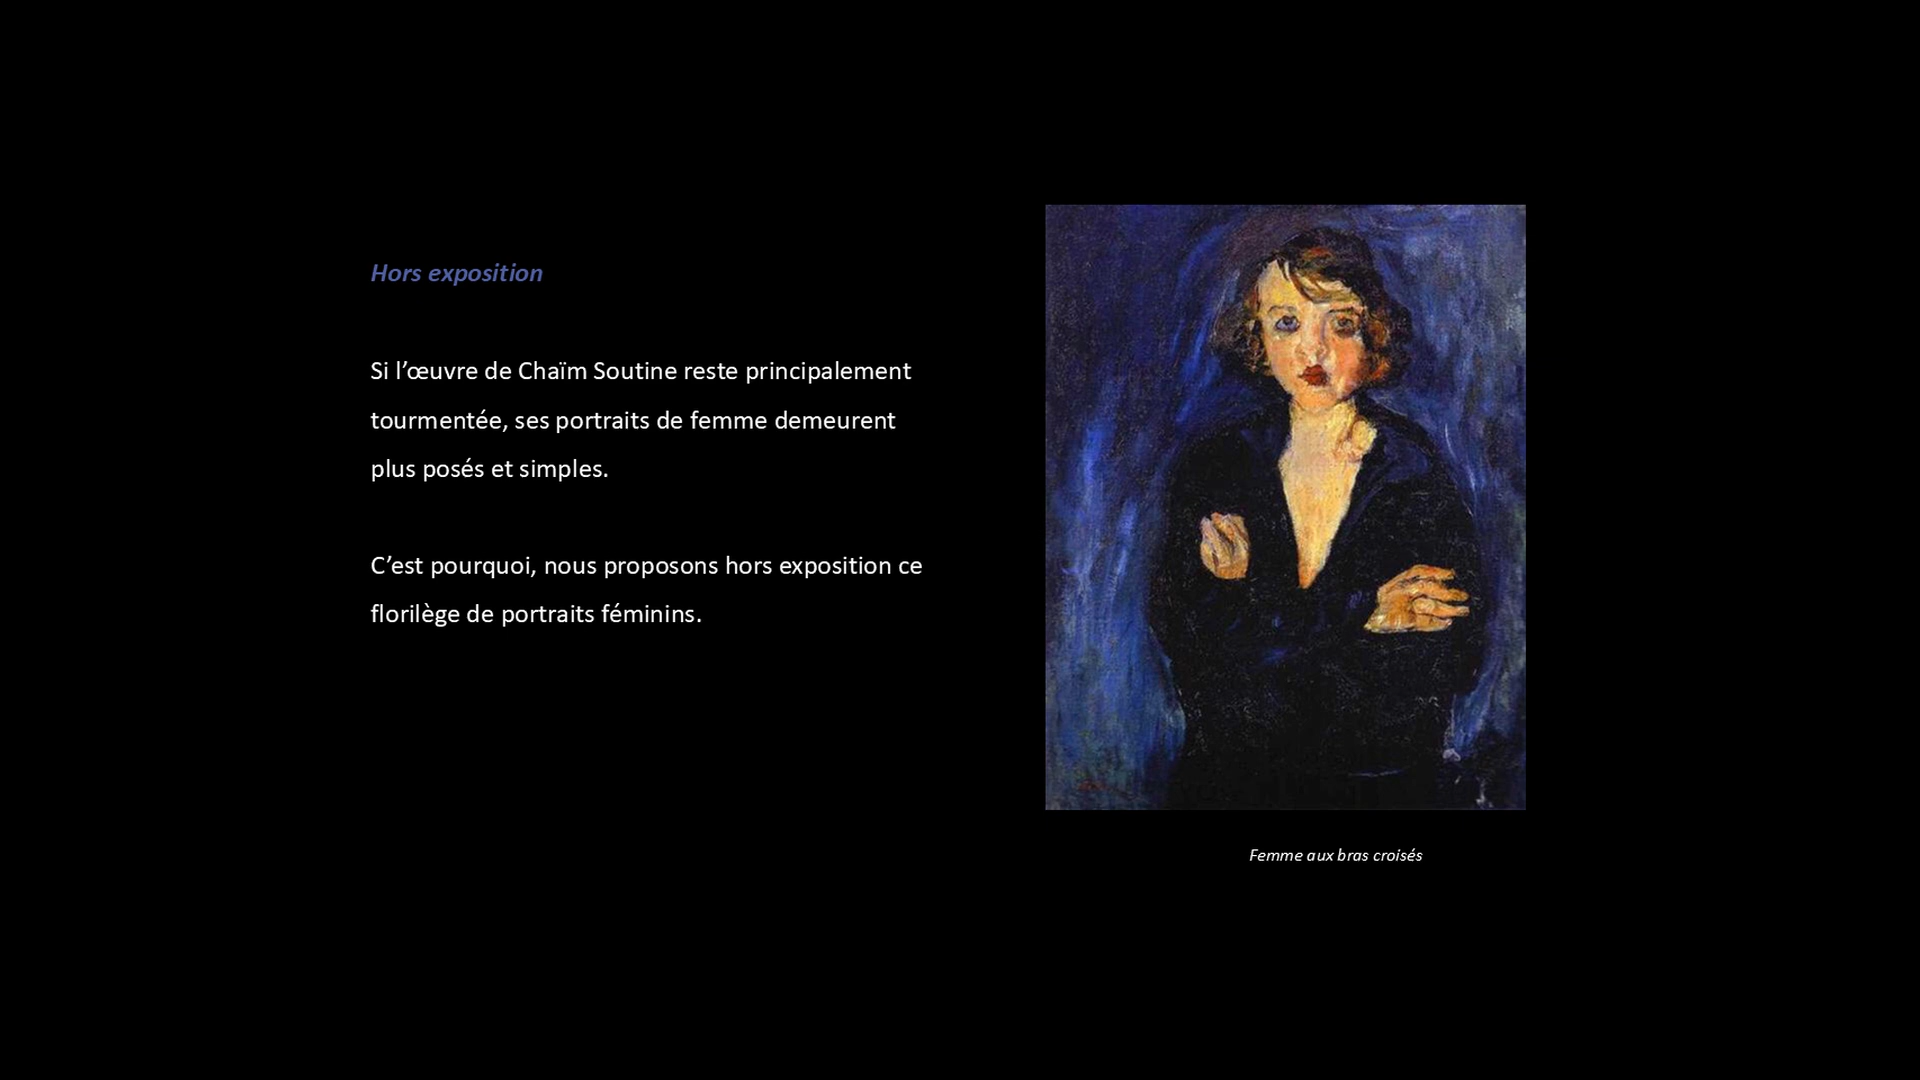 Hors exposition
Si l’œuvre de Chaïm Soutine reste principalement
tourmentée, ses portraits de femme demeurent
plus posés et simples.
C’est pourquoi, nous proposons hors exposition ce
florilège de portraits féminins.
Femme aux bras croisés